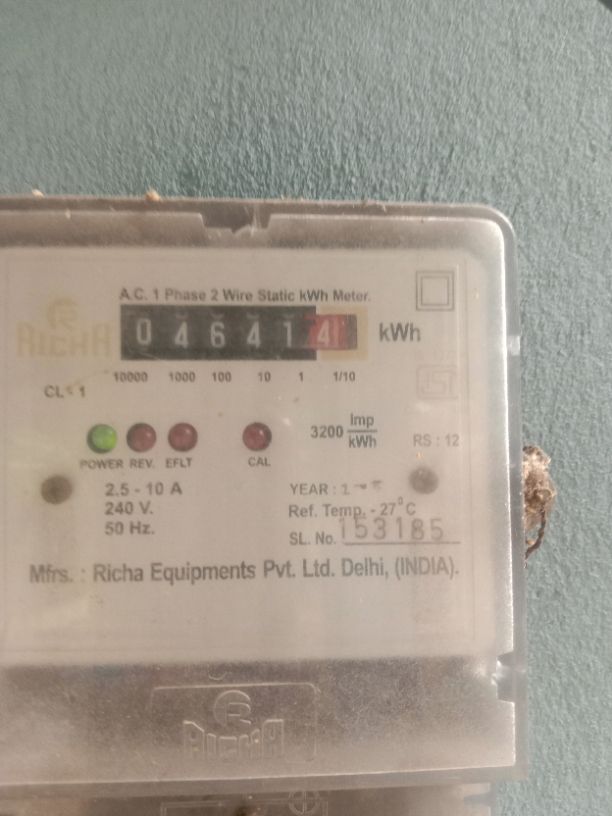 A.C. 1 Phase 2 Wire Static kWh Meter.
RICHA
0 4 6 4 1 4 kWh
10000 1000 100 10 1 1/10
CL 1
3200 Imp/kWh
RS : 12
POWER REV. EFLT CAL
2.5 - 10 A
240 V.
50 Hz.
YEAR :
Ref. Temp. - 27°C
SL. No. 153185
Mfrs. : Richa Equipments Pvt. Ltd. Delhi, (INDIA).
RICHA